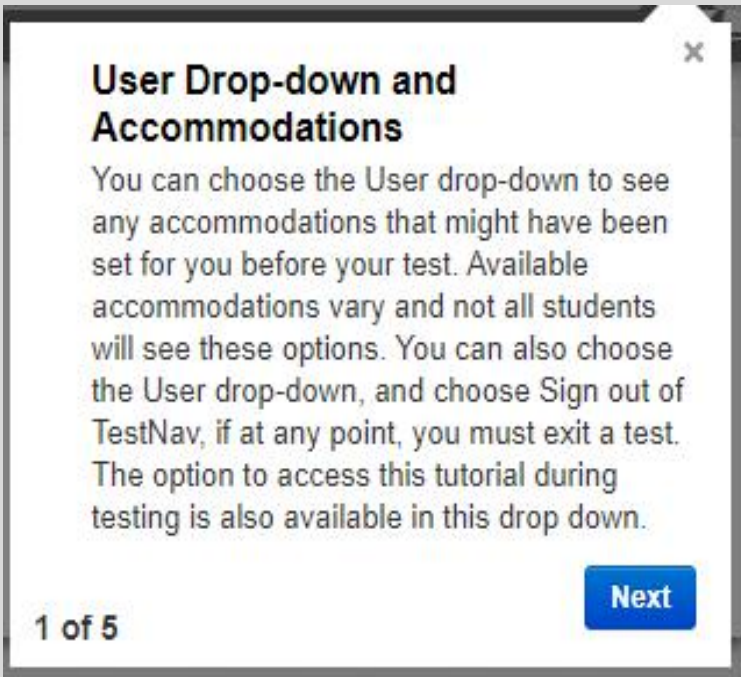 ×
User Drop-down and
Accommodations
You can choose the User drop-down to see
any accommodations that might have been
set for you before your test. Available
accommodations vary and not all students
will see these options. You can also choose
the User drop-down, and choose Sign out of
TestNav, if at any point, you must exit a test.
The option to access this tutorial during
testing is also available in this drop down.
Next
1 of 5